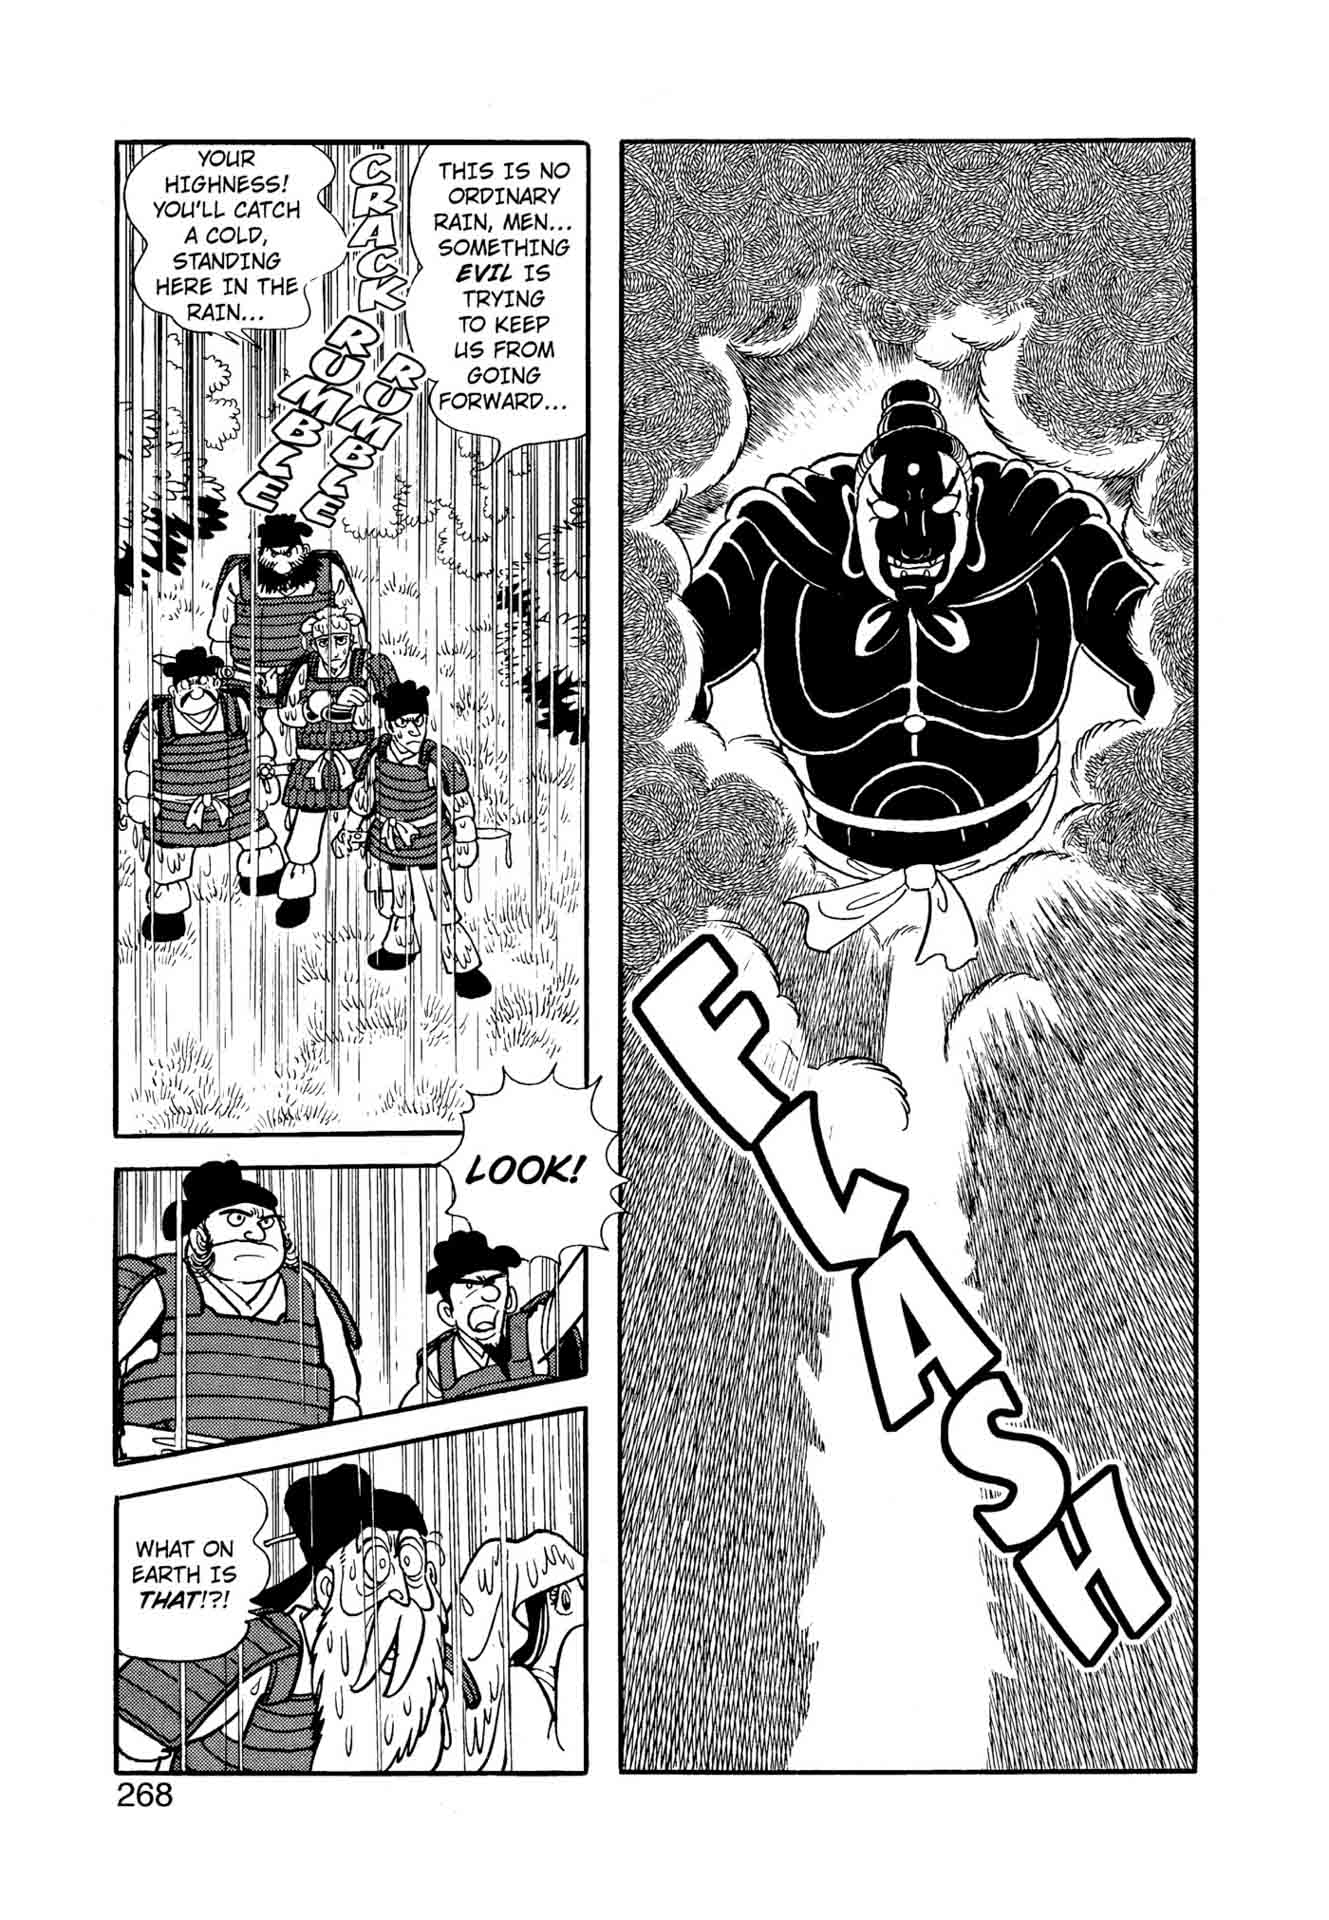 FLASH
THIS IS NO
ORDINARY
RAIN, MEN...
SOMETHING
EVIL IS
TRYING
TO KEEP
US FROM
GOING
FORWARD...
CRACK
RUMBLE
RUMBLE
YOUR
HIGHNESS!
YOU'LL CATCH
A COLD,
STANDING
HERE IN THE
RAIN...
LOOK!
WHAT ON
EARTH IS
THAT!?!
268